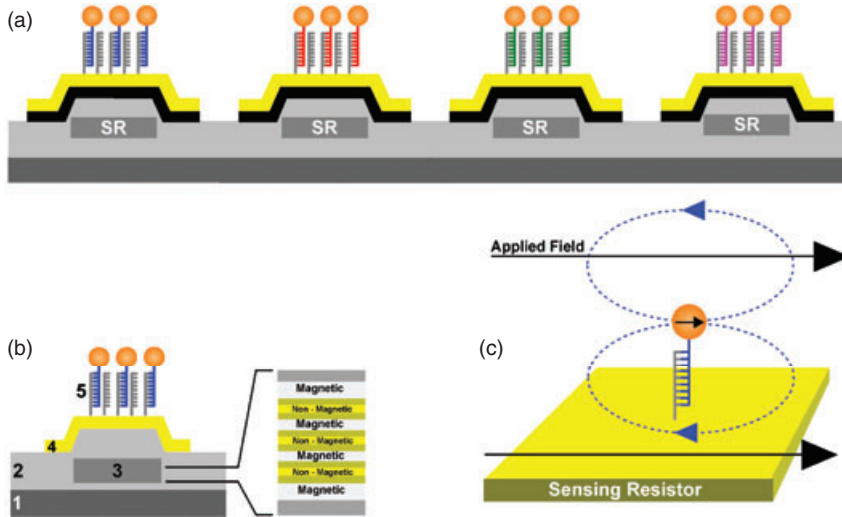 (a)
SR SR SR SR
Applied Field
(b)
(c)
5
4
2
3
1
Magnetic
Non - Magnetic
Magnetic
Non - Magnetic
Magnetic
Non - Magnetic
Magnetic
Sensing Resistor